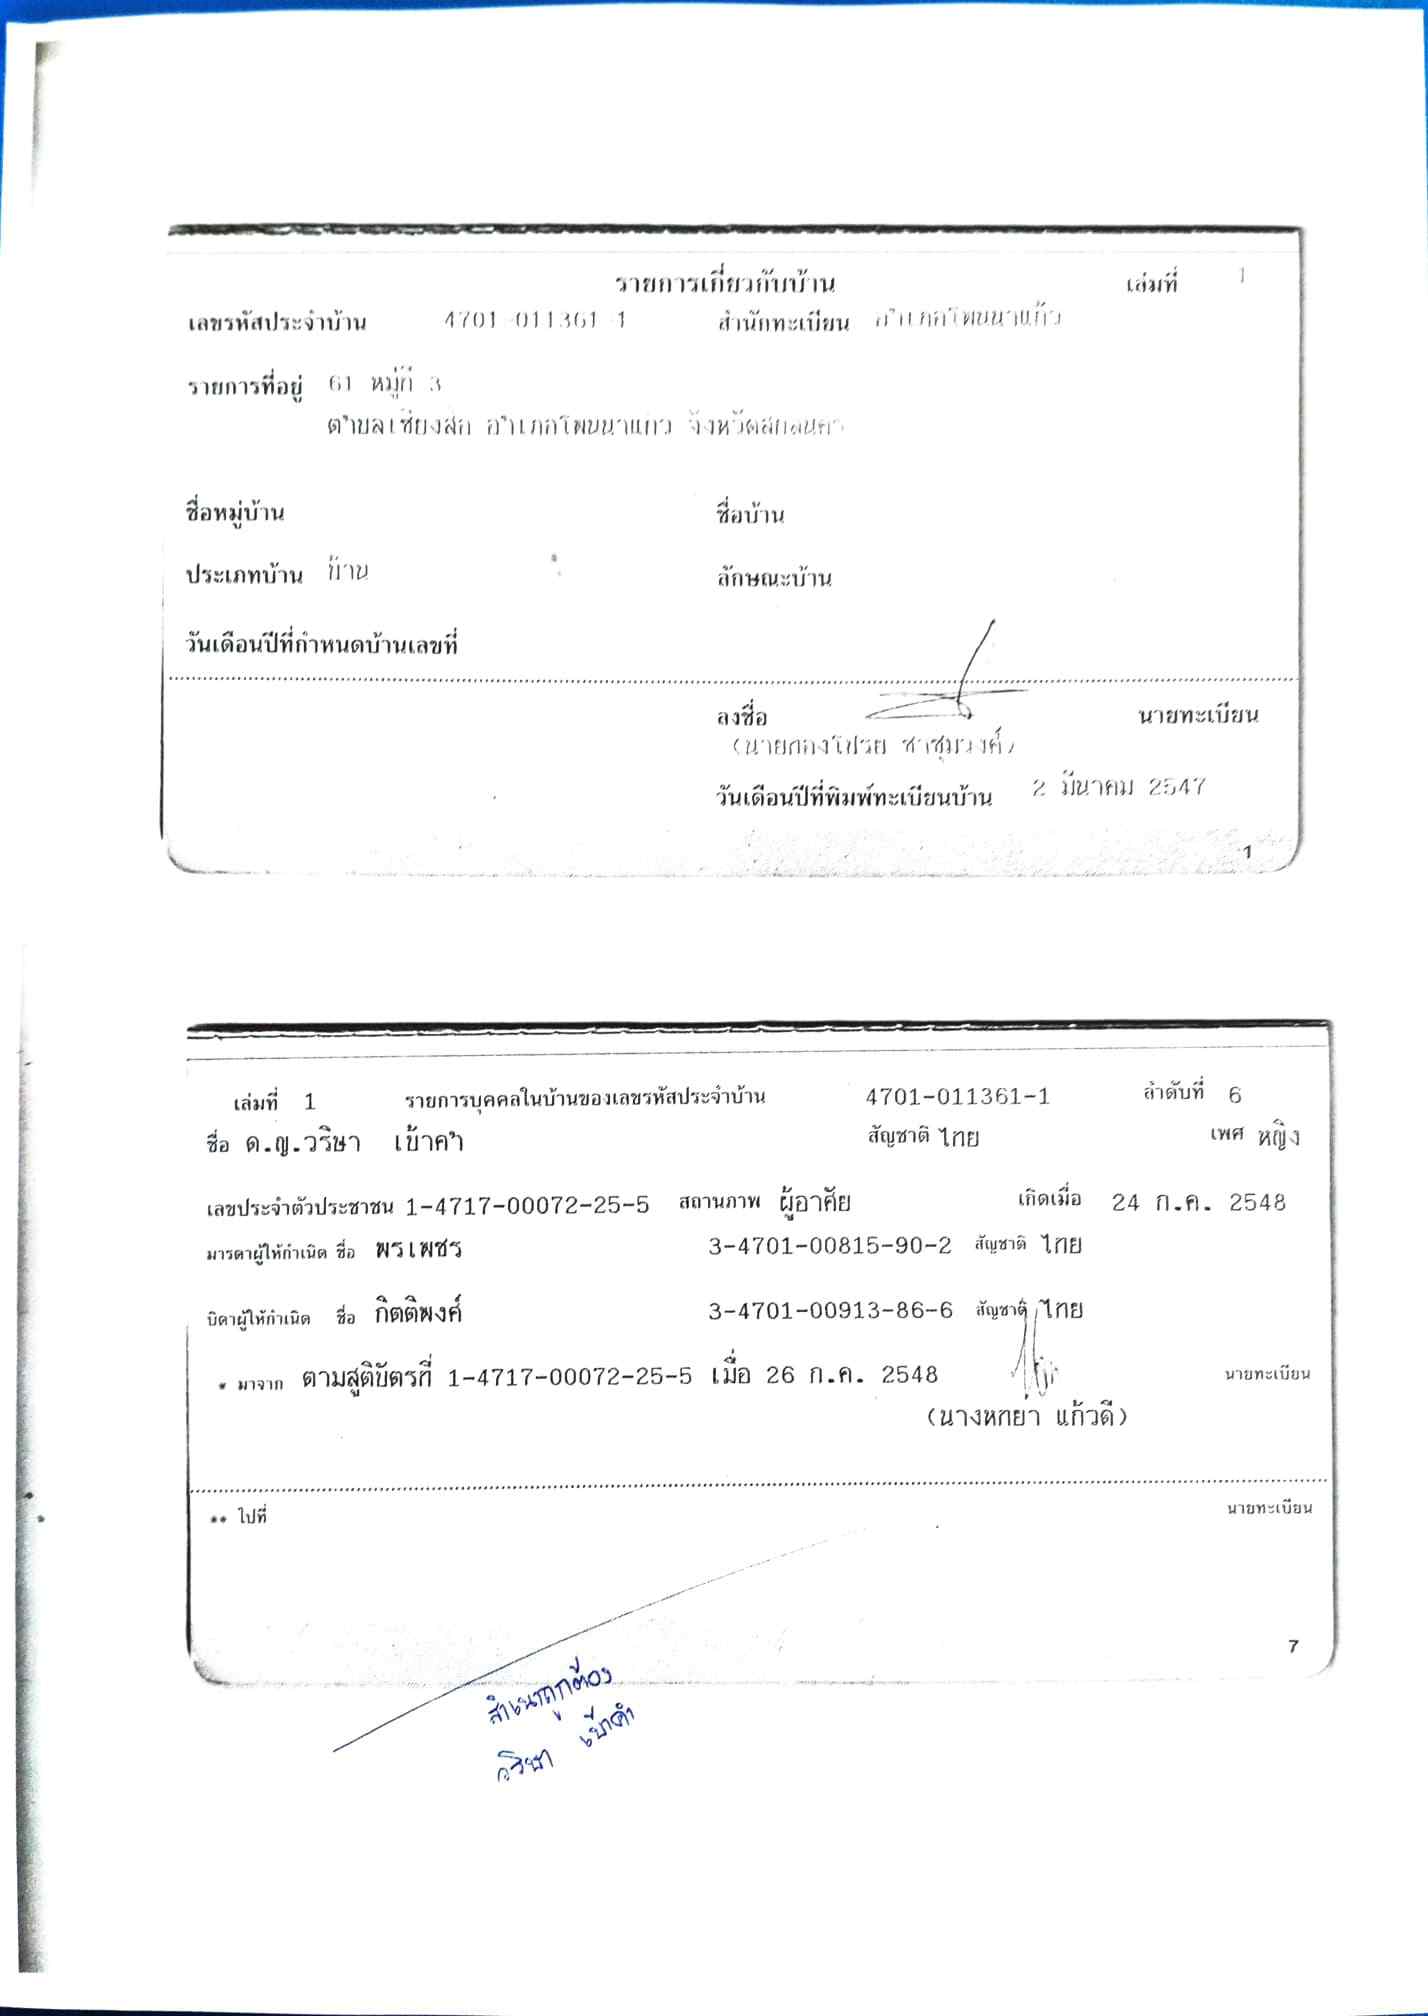 รายการเกี่ยวกับบ้าน เล่มที่ 1
เลขรหัสประจำบ้าน 4701-011361-1 สำนักทะเบียน อำเภอโพนนาแก้ว
รายการที่อยู่ 61 หมู่ที่ 3
ตำบลเชียงสือ อำเภอโพนนาแก้ว จังหวัดสกลนคร
ชื่อหมู่บ้าน ชื่อบ้าน
ประเภทบ้าน บ้าน ลักษณะบ้าน
วันเดือนปีที่กำหนดบ้านเลขที่
ลงชื่อ นายทะเบียน
วันเดือนปีที่พิมพ์ทะเบียนบ้าน 2 มีนาคม 2547
1
เล่มที่ 1 รายการบุคคลในบ้านของเลขรหัสประจำบ้าน 4701-011361-1 ลำดับที่ 6
ชื่อ ด.ญ.วริษา เข้าคำ สัญชาติ ไทย เพศ หญิง
เลขประจำตัวประชาชน 1-4717-00072-25-5 สถานภาพ ผู้อาศัย เกิดเมื่อ 24 ก.ค. 2548
มารดาผู้ให้กำเนิด ชื่อ พรเพชร 3-4701-00815-90-2 สัญชาติ ไทย
บิดาผู้ให้กำเนิด ชื่อ กิตติพงศ์ 3-4701-00913-86-6 สัญชาติ ไทย
* มาจาก ตามสูติบัตรที่ 1-4717-00072-25-5 เมื่อ 26 ก.ค. 2548 นายทะเบียน
(นางหทยา แก้วดี)
** ไปที่ นายทะเบียน
7
สำเนาถูกต้อง
วริษา เข้าคำ